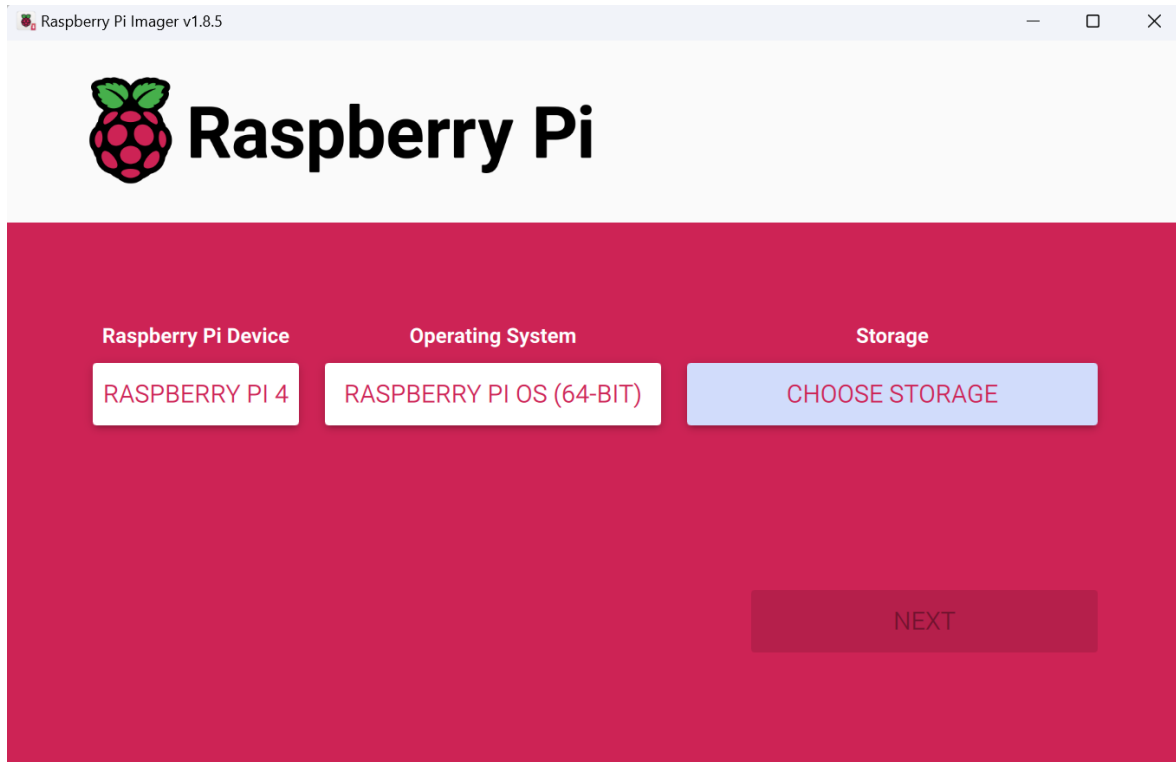 Raspberry Pi Imager v1.8.5
Raspberry Pi
Raspberry Pi Device
Operating System
Storage
RASPBERRY PI 4
RASPBERRY PI OS (64-BIT)
CHOOSE STORAGE
NEXT